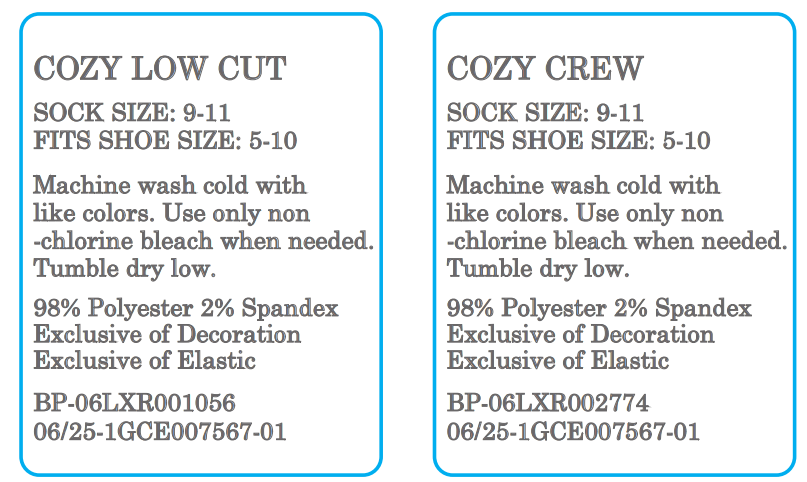 COZY LOW CUT
SOCK SIZE: 9-11
FITS SHOE SIZE: 5-10
Machine wash cold with
like colors. Use only non
-chlorine bleach when needed.
Tumble dry low.
98% Polyester 2% Spandex
Exclusive of Decoration
Exclusive of Elastic
BP-06LXR001056
06/25-1GCE007567-01
COZY CREW
SOCK SIZE: 9-11
FITS SHOE SIZE: 5-10
Machine wash cold with
like colors. Use only non
-chlorine bleach when needed.
Tumble dry low.
98% Polyester 2% Spandex
Exclusive of Decoration
Exclusive of Elastic
BP-06LXR002774
06/25-1GCE007567-01